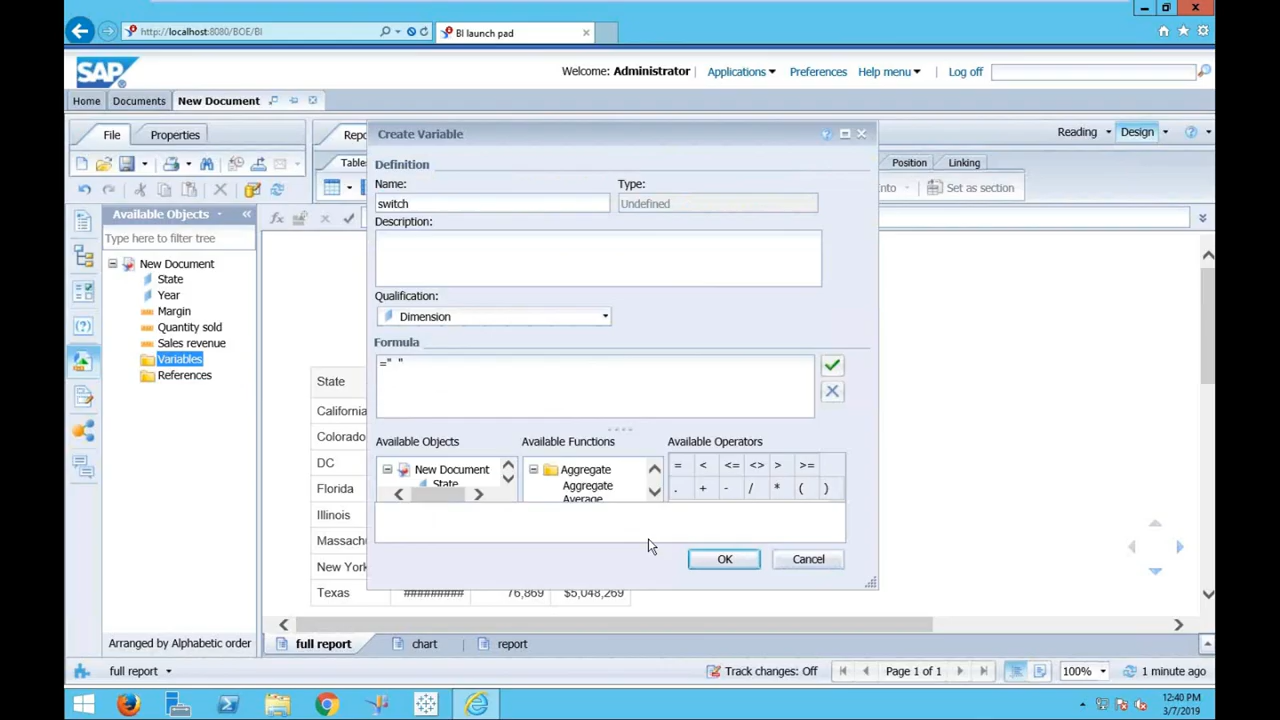 http://localhost:8080/BOE/BI
BI launch pad
SAP
Welcome: Administrator
Applications
Preferences
Help menu
Log off
Home
Documents
New Document
File
Properties
Repo
Create Variable
Reading
Design
Definition
Table
Position
Linking
Name:
Type:
switch
Undefined
Into
Set as section
Available Objects
Description:
Type here to filter tree
New Document
State
Year
Margin
Quantity sold
Sales revenue
Variables
References
Qualification:
Dimension
Formula
=" "
State
California
Colorado
DC
Florida
Illinois
Massach
New York
Texas
#########
76,869
$5,048,269
Available Objects
Available Functions
Available Operators
New Document
State
Aggregate
Aggregate
Average
= < <= <> > >=
. + - / * ( )
OK
Cancel
Arranged by Alphabetic order
full report
chart
report
full report
Track changes: Off
Page 1 of 1
100%
1 minute ago
12:40 PM
3/7/2019